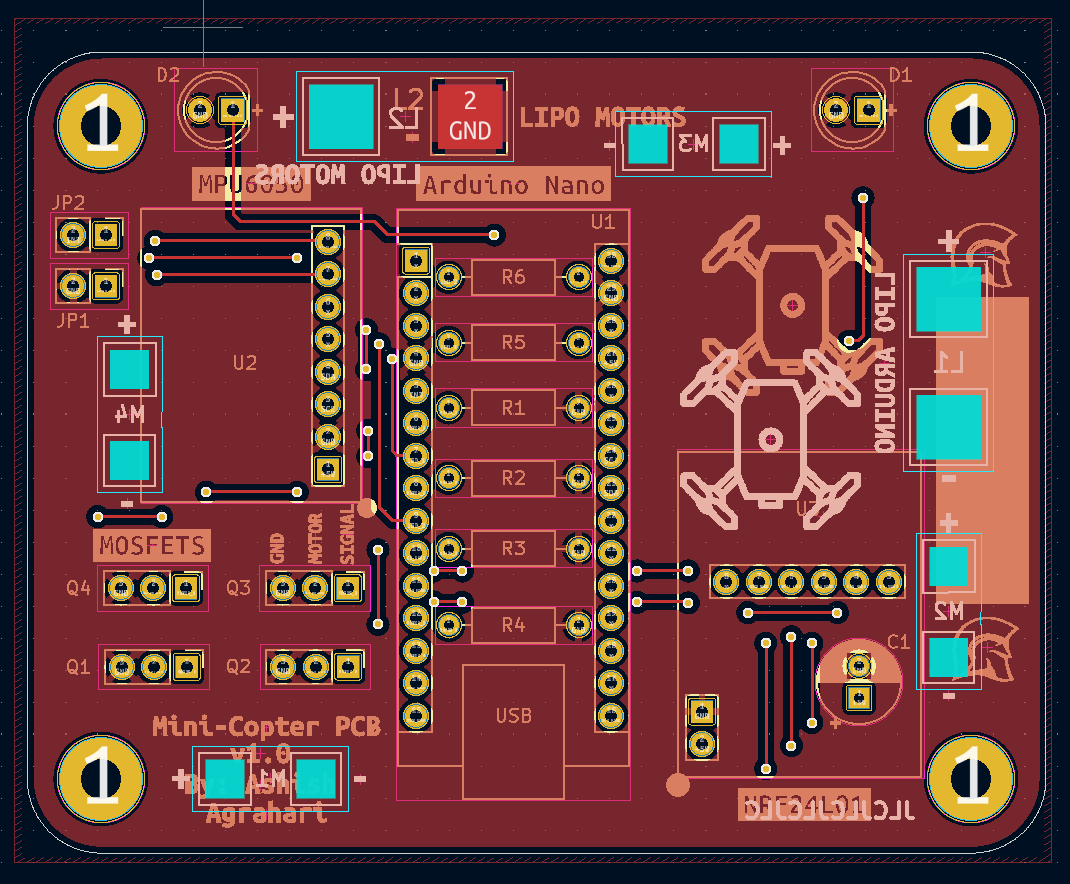 D2
+
+
L2
L2
-
2
GND
LIPO MOTORS
M3
-
+
D1
+
1
1
LIPO MOTORS
MPU6050
Arduino Nano
JP2
JP1
U1
+
R6
R5
U2
M4
-
R1
R2
R3
R4
USB
LIPO ARDUINO
+
L1
-
MOSFETS
GND
MOTOR
SIGNAL
Q4
Q3
Q1
Q2
+
M2
-
C1
+
Mini-Copter PCB
v1.0
By: Ashish
Agrahari
+
M1
-
1
1
NRF24L01
JLCJLCJLCJLC